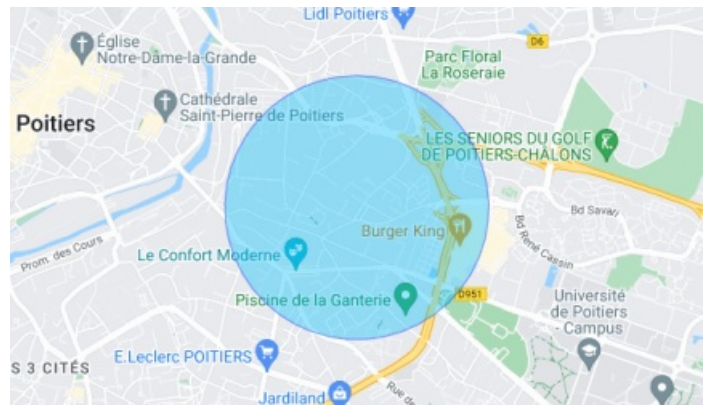 Lidl Poitiers
D6
Église
Notre-Dame-la-Grande
Parc Floral
La Roseraie
Cathédrale
Saint-Pierre de Poitiers
Poitiers
LES SENIORS DU GOLF
DE POITIERS-CHALONS
Bd Savary
Burger King
Bd René Cassin
Prom. des Cours
Le Confort Moderne
Piscine de la Ganterie
D951
Université
de Poitiers
- Campus
E.Leclerc POITIERS
S 3 CITÉS
Jardiland
Rue de